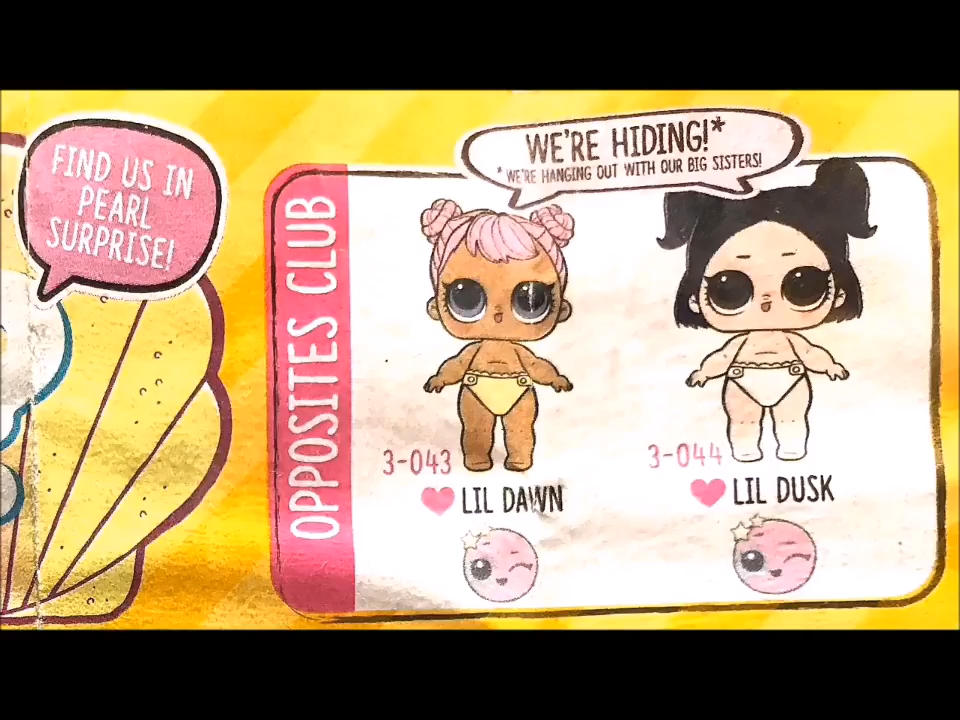 FIND US IN
PEARL
SURPRISE!
OPPOSITES CLUB
WE'RE HIDING!*
*WE'RE HANGING OUT WITH OUR BIG SISTERS!
3-043
LIL DAWN
3-044
LIL DUSK